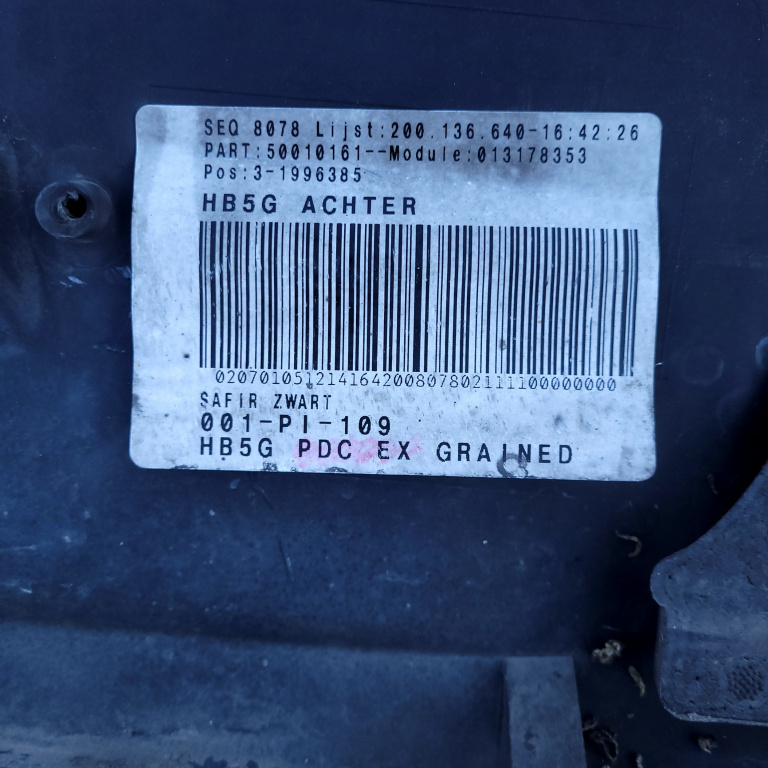 SEQ 8078 Lijst:200.136.640-16:42:26
PART:50010161--Module:013178353
Pos:3-1996385
HB5G ACHTER
0207010512141642008078021111100000000
SAFIR ZWART
001-PI-109
HB5G PDC EX GRAINED